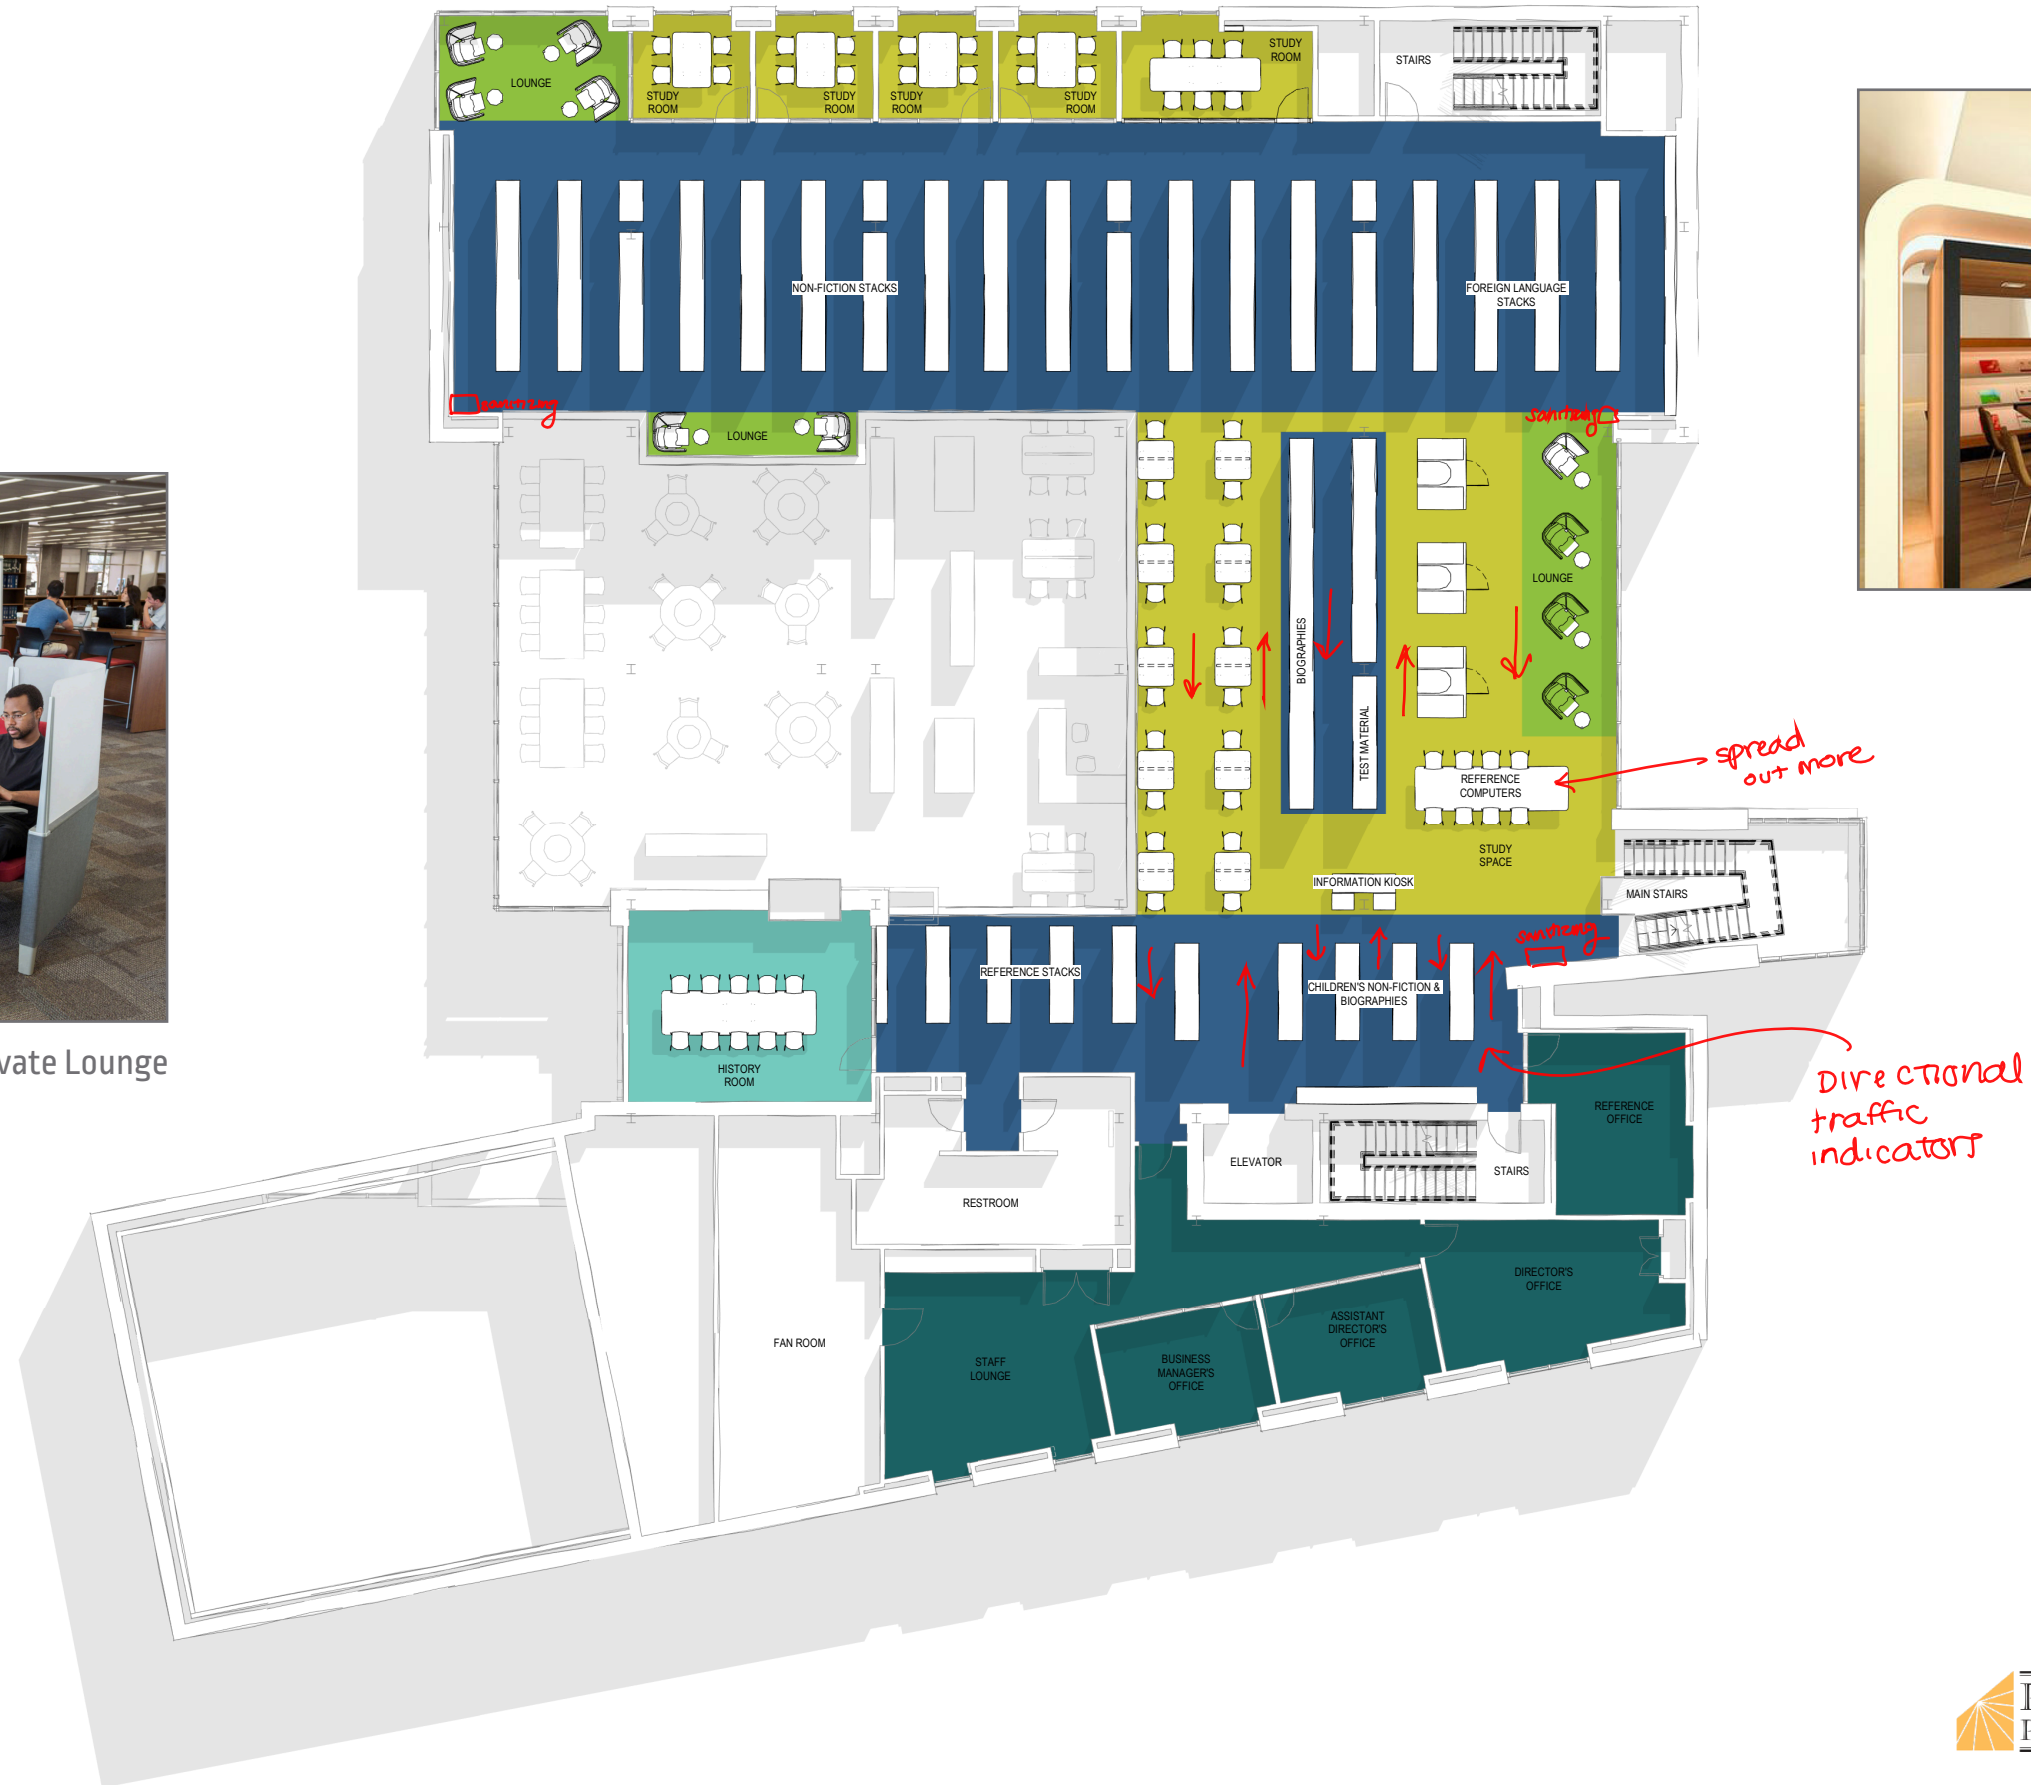 STUDY
ROOM
STAIRS
LOUNGE
STUDY
ROOM
STUDY
ROOM
STUDY
ROOM
STUDY
ROOM
NON-FICTION STACKS
FOREIGN LANGUAGE
STACKS
sanitizing
sanitizing
LOUNGE
LOUNGE
BIOGRAPHIES
TEST MATERIAL
spread
out more
REFERENCE
COMPUTERS
STUDY
SPACE
INFORMATION KIOSK
MAIN STAIRS
sanitizing
REFERENCE STACKS
CHILDREN'S NON-FICTION &
BIOGRAPHIES
vate Lounge
HISTORY
ROOM
Directional
traffic
indicators
REFERENCE
OFFICE
ELEVATOR
STAIRS
RESTROOM
DIRECTOR'S
OFFICE
ASSISTANT
DIRECTOR'S
OFFICE
FAN ROOM
STAFF
LOUNGE
BUSINESS
MANAGER'S
OFFICE